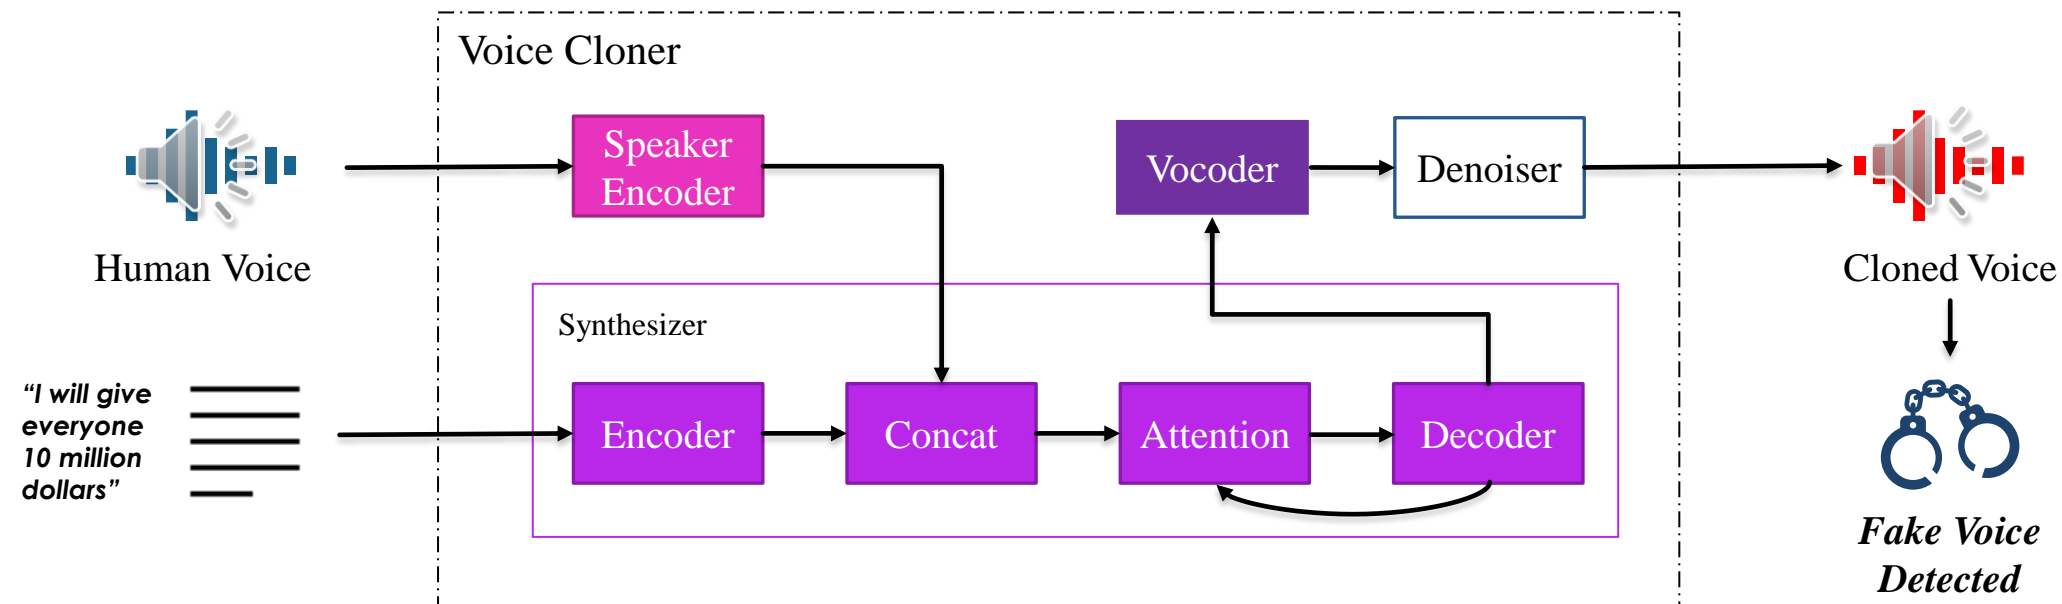 Voice Cloner
Speaker
Encoder
Vocoder
Denoiser
Human Voice
Cloned Voice
Synthesizer
“I will give
everyone
10 million
dollars”
Encoder
Concat
Attention
Decoder
Fake Voice
Detected